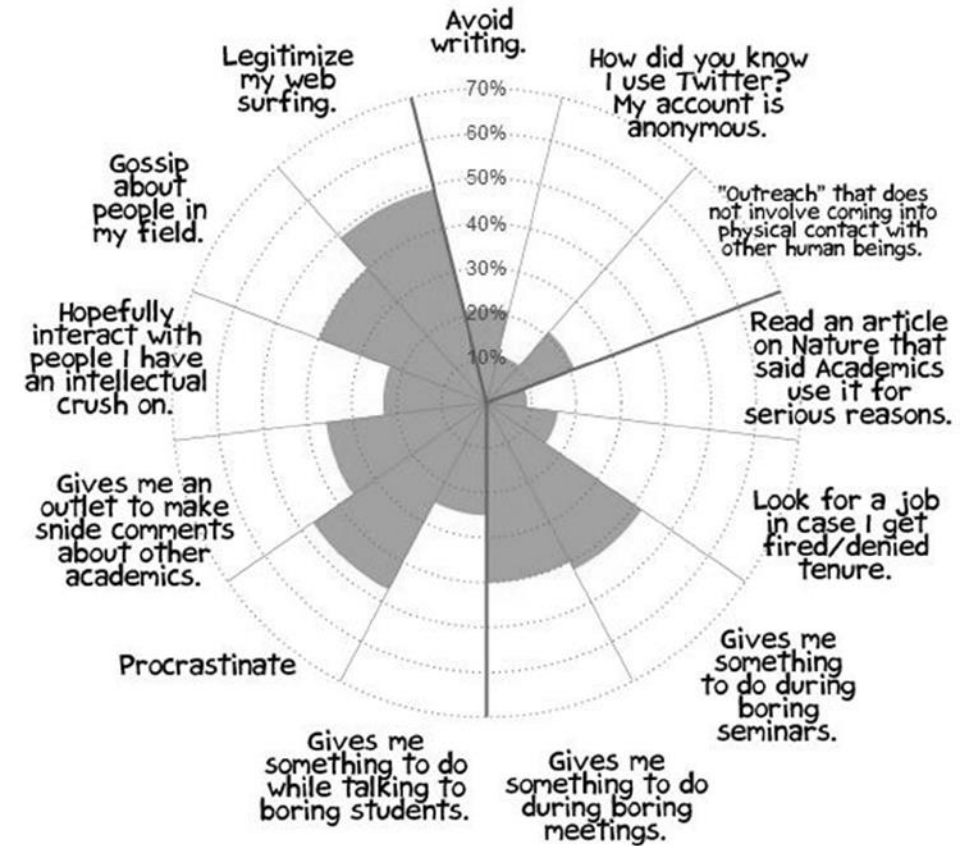 Avoid
writing.
How did you know
I use Twitter?
My account is
anonymous.
"Outreach" that does
not involve coming into
physical contact with
other human beings.
Read an article
on Nature that
said Academics
use it for
serious reasons.
Look for a job
in case I get
fired/denied
tenure.
Gives me
something
to do during
boring
seminars.
Gives me
something to do
during boring
meetings.
Gives me
something to do
while talking to
boring students.
Procrastinate
Gives me an
outlet to make
snide comments
about other
academics.
Hopefully
interact with
people I have
an intellectual
crush on.
Gossip
about
people in
my field.
Legitimize
my web
surfing.
70%
60%
50%
40%
30%
20%
10%